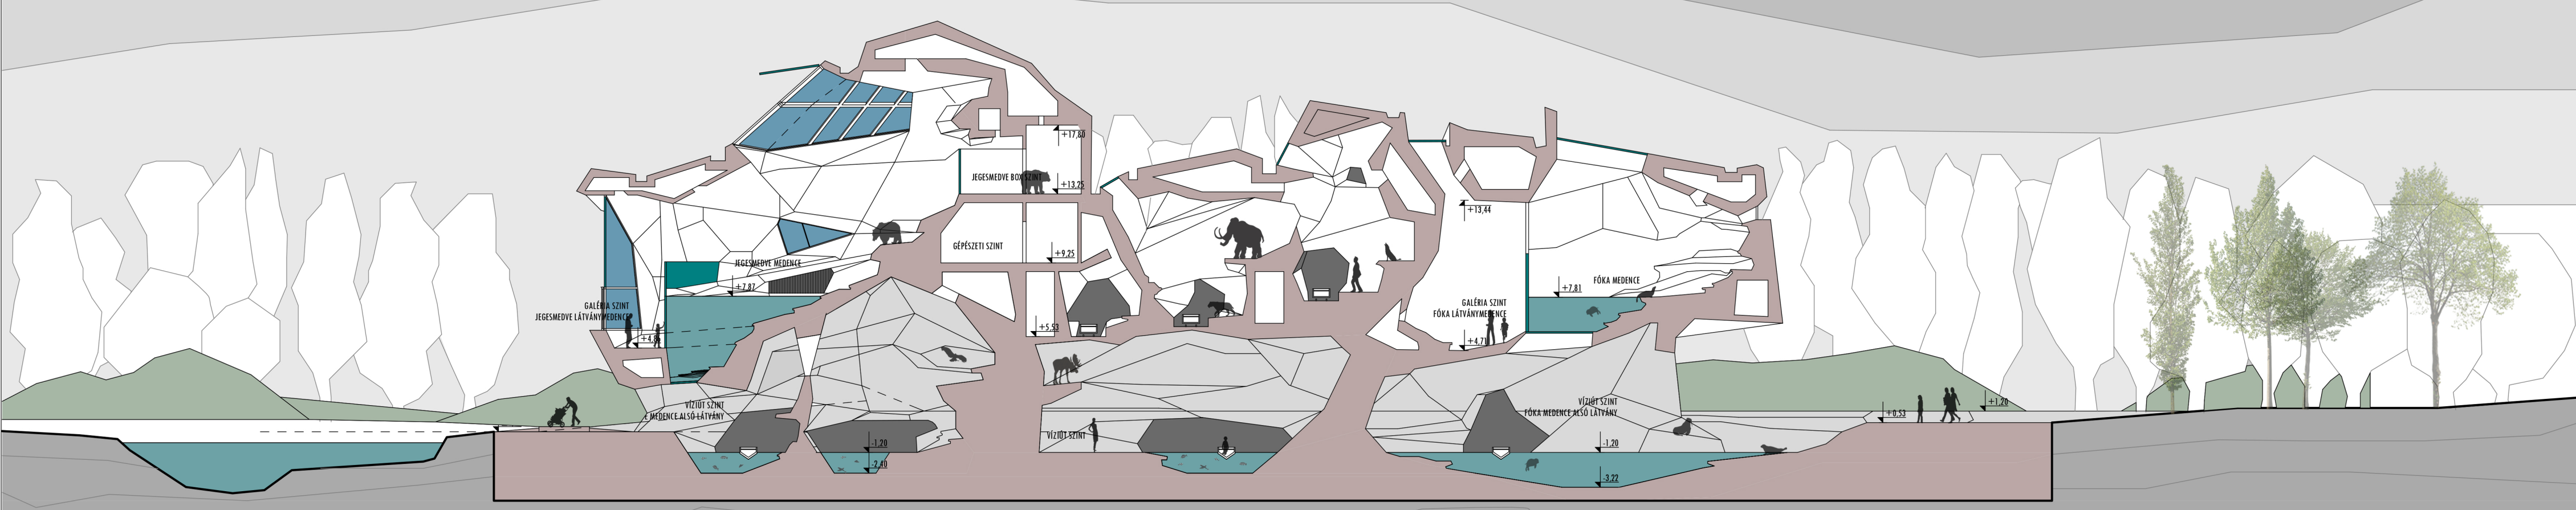 +17,80
JEGESMEDVE BOX SZINT
+13,25
+13,44
GÉPÉSZETI SZINT
+9,25
JEGESMEDVE MEDENCE
+7,87
FÓKA MEDENCE
+7,81
GALÉRIA SZINT
JEGESMEDVE LÁTVÁNYMEDENCE
GALÉRIA SZINT
FÓKA LÁTVÁNYMEDENCE
+5,53
+4,71
VÍZIÚT SZINT
MEDENCE ALSÓ LÁTVÁNY
VÍZIÚT SZINT
FÓKA MEDENCE ALSÓ LÁTVÁNY
+1,20
+0,53
VÍZIÚT SZINT
-1,20
-2,40
-1,20
-3,22